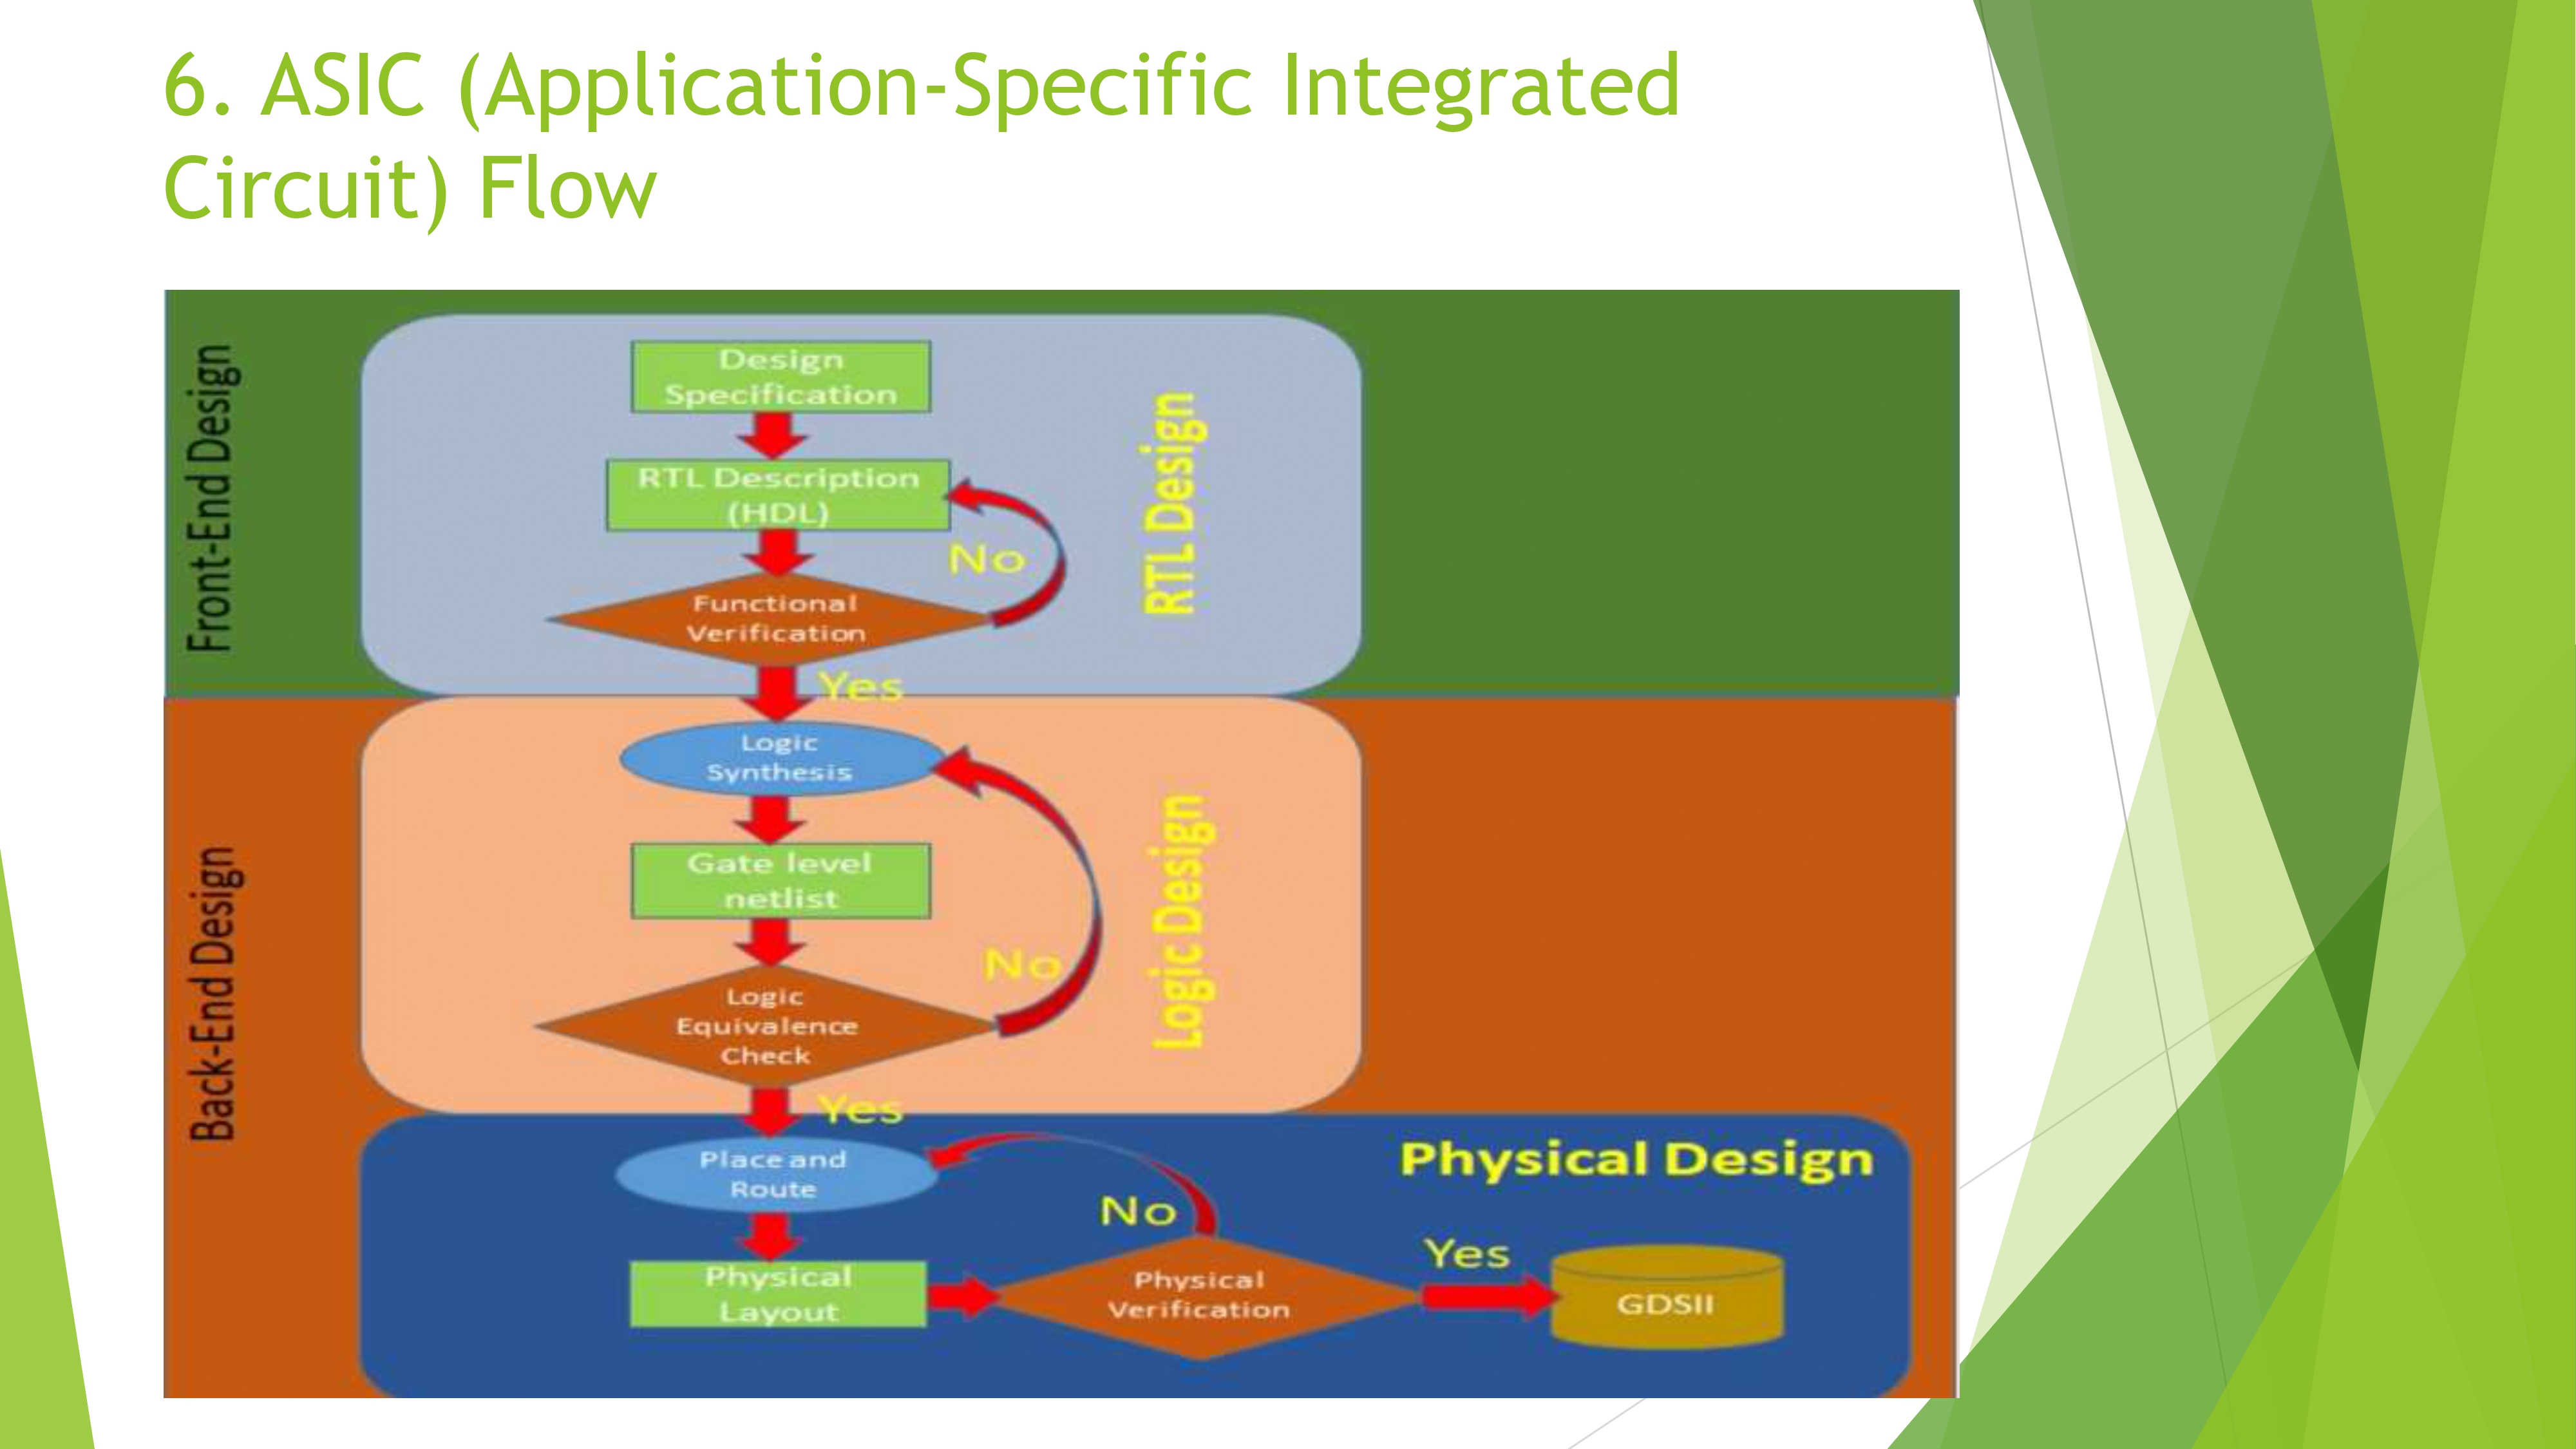 6. ASIC (Application-Specific Integrated
Circuit) Flow
Front-End Design
Design
Specification
RTL Description
(HDL)
No
RTL Design
Functional
Verification
Yes
Back-End Design
Logic
Synthesis
Gate level
netlist
No
Logic Design
Logic
Equivalence
Check
Yes
Physical Design
Place and
Route
No
Yes
Physical
Layout
Physical
Verification
GDSII